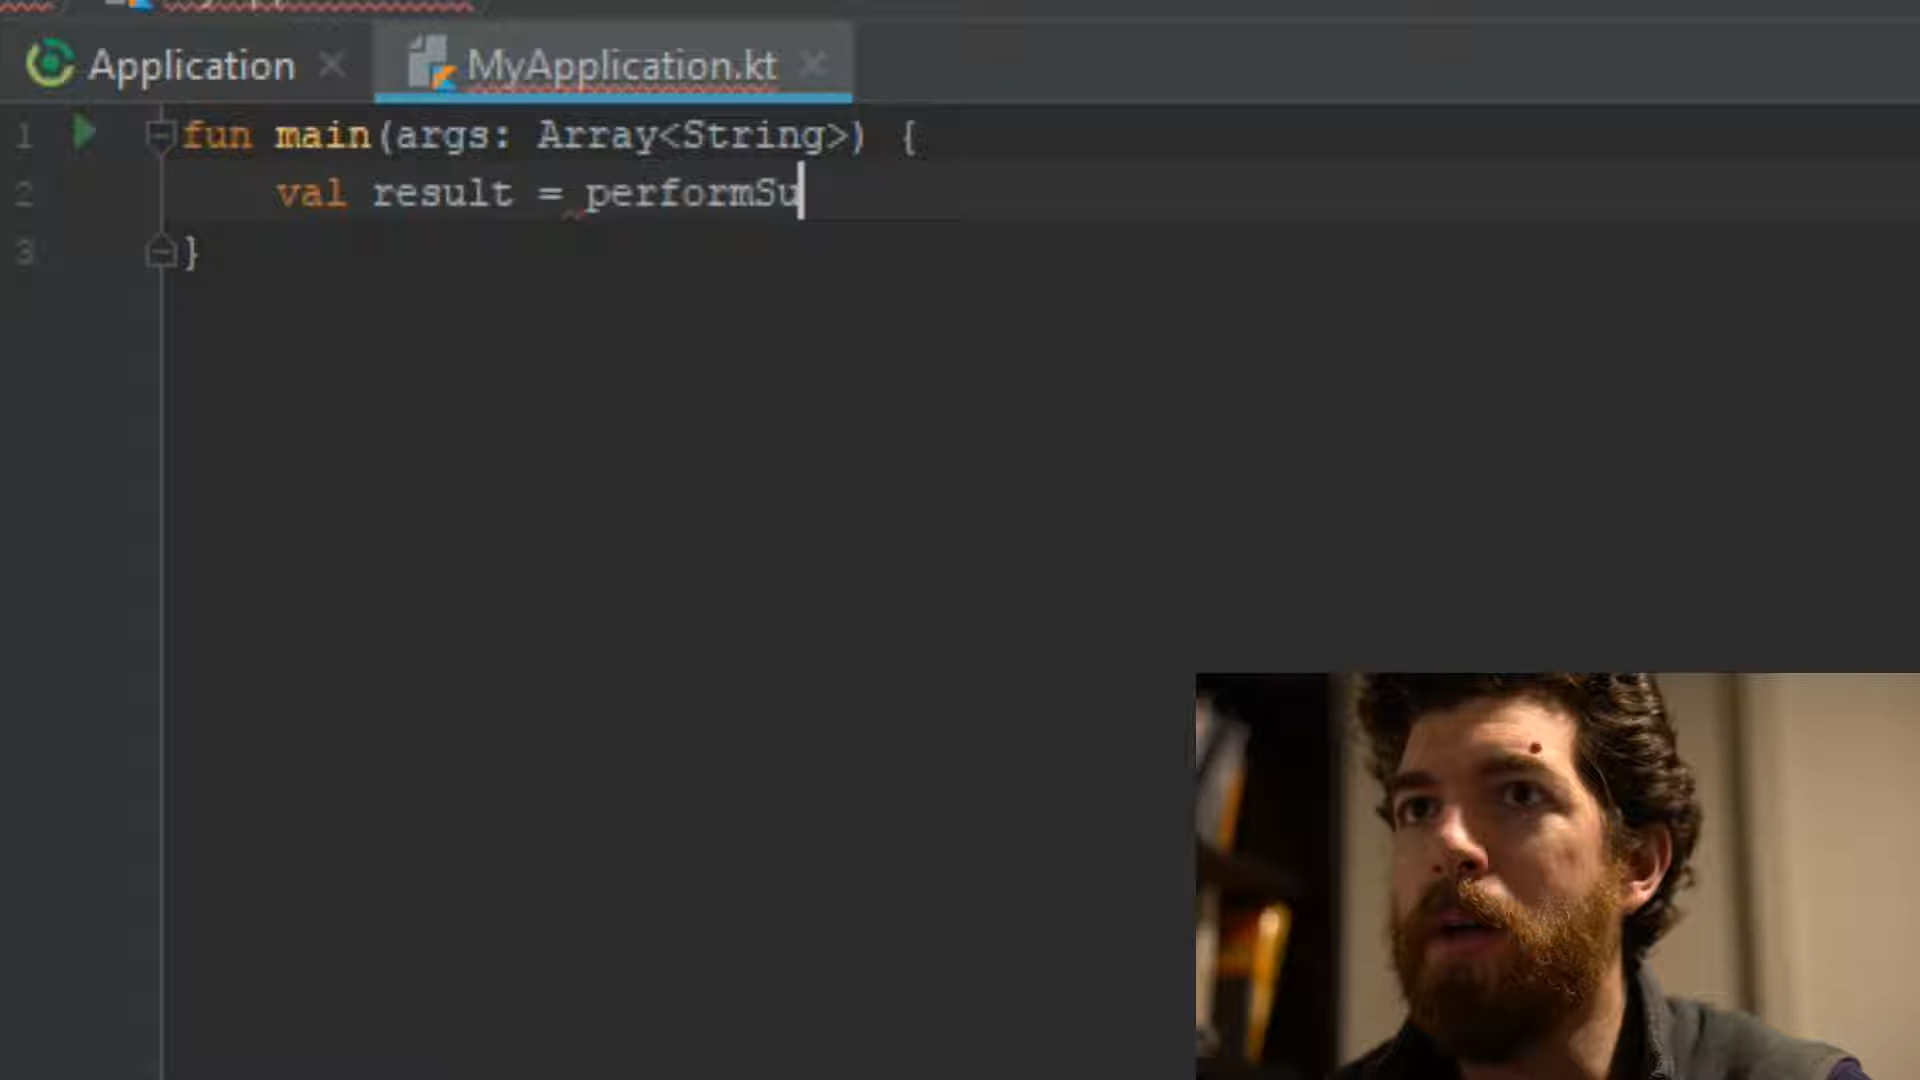 Application
MyApplication.kt
1 fun main(args: Array<String>) {
2 val result = performSu
3 }